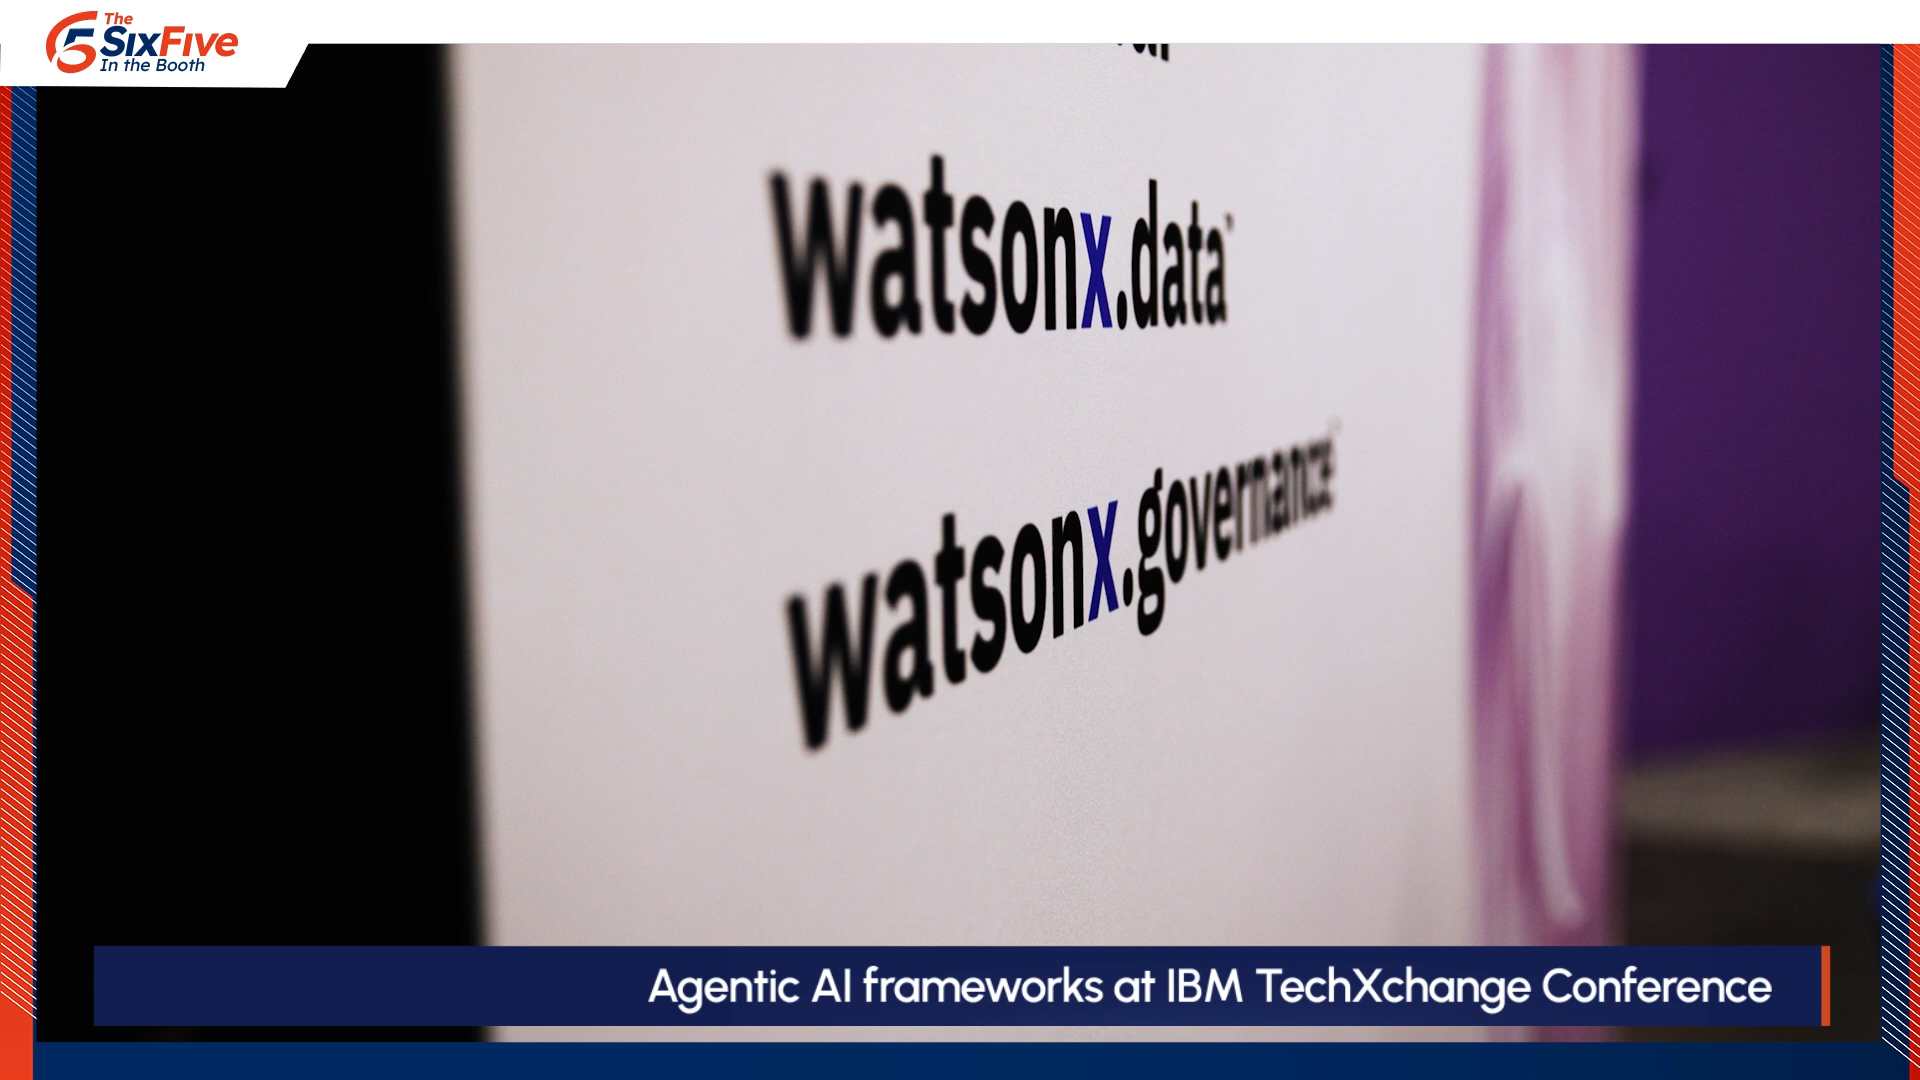 The
SixFive
In the Booth
watsonx.data
watsonx.governance
Agentic AI frameworks at IBM TechXchange Conference